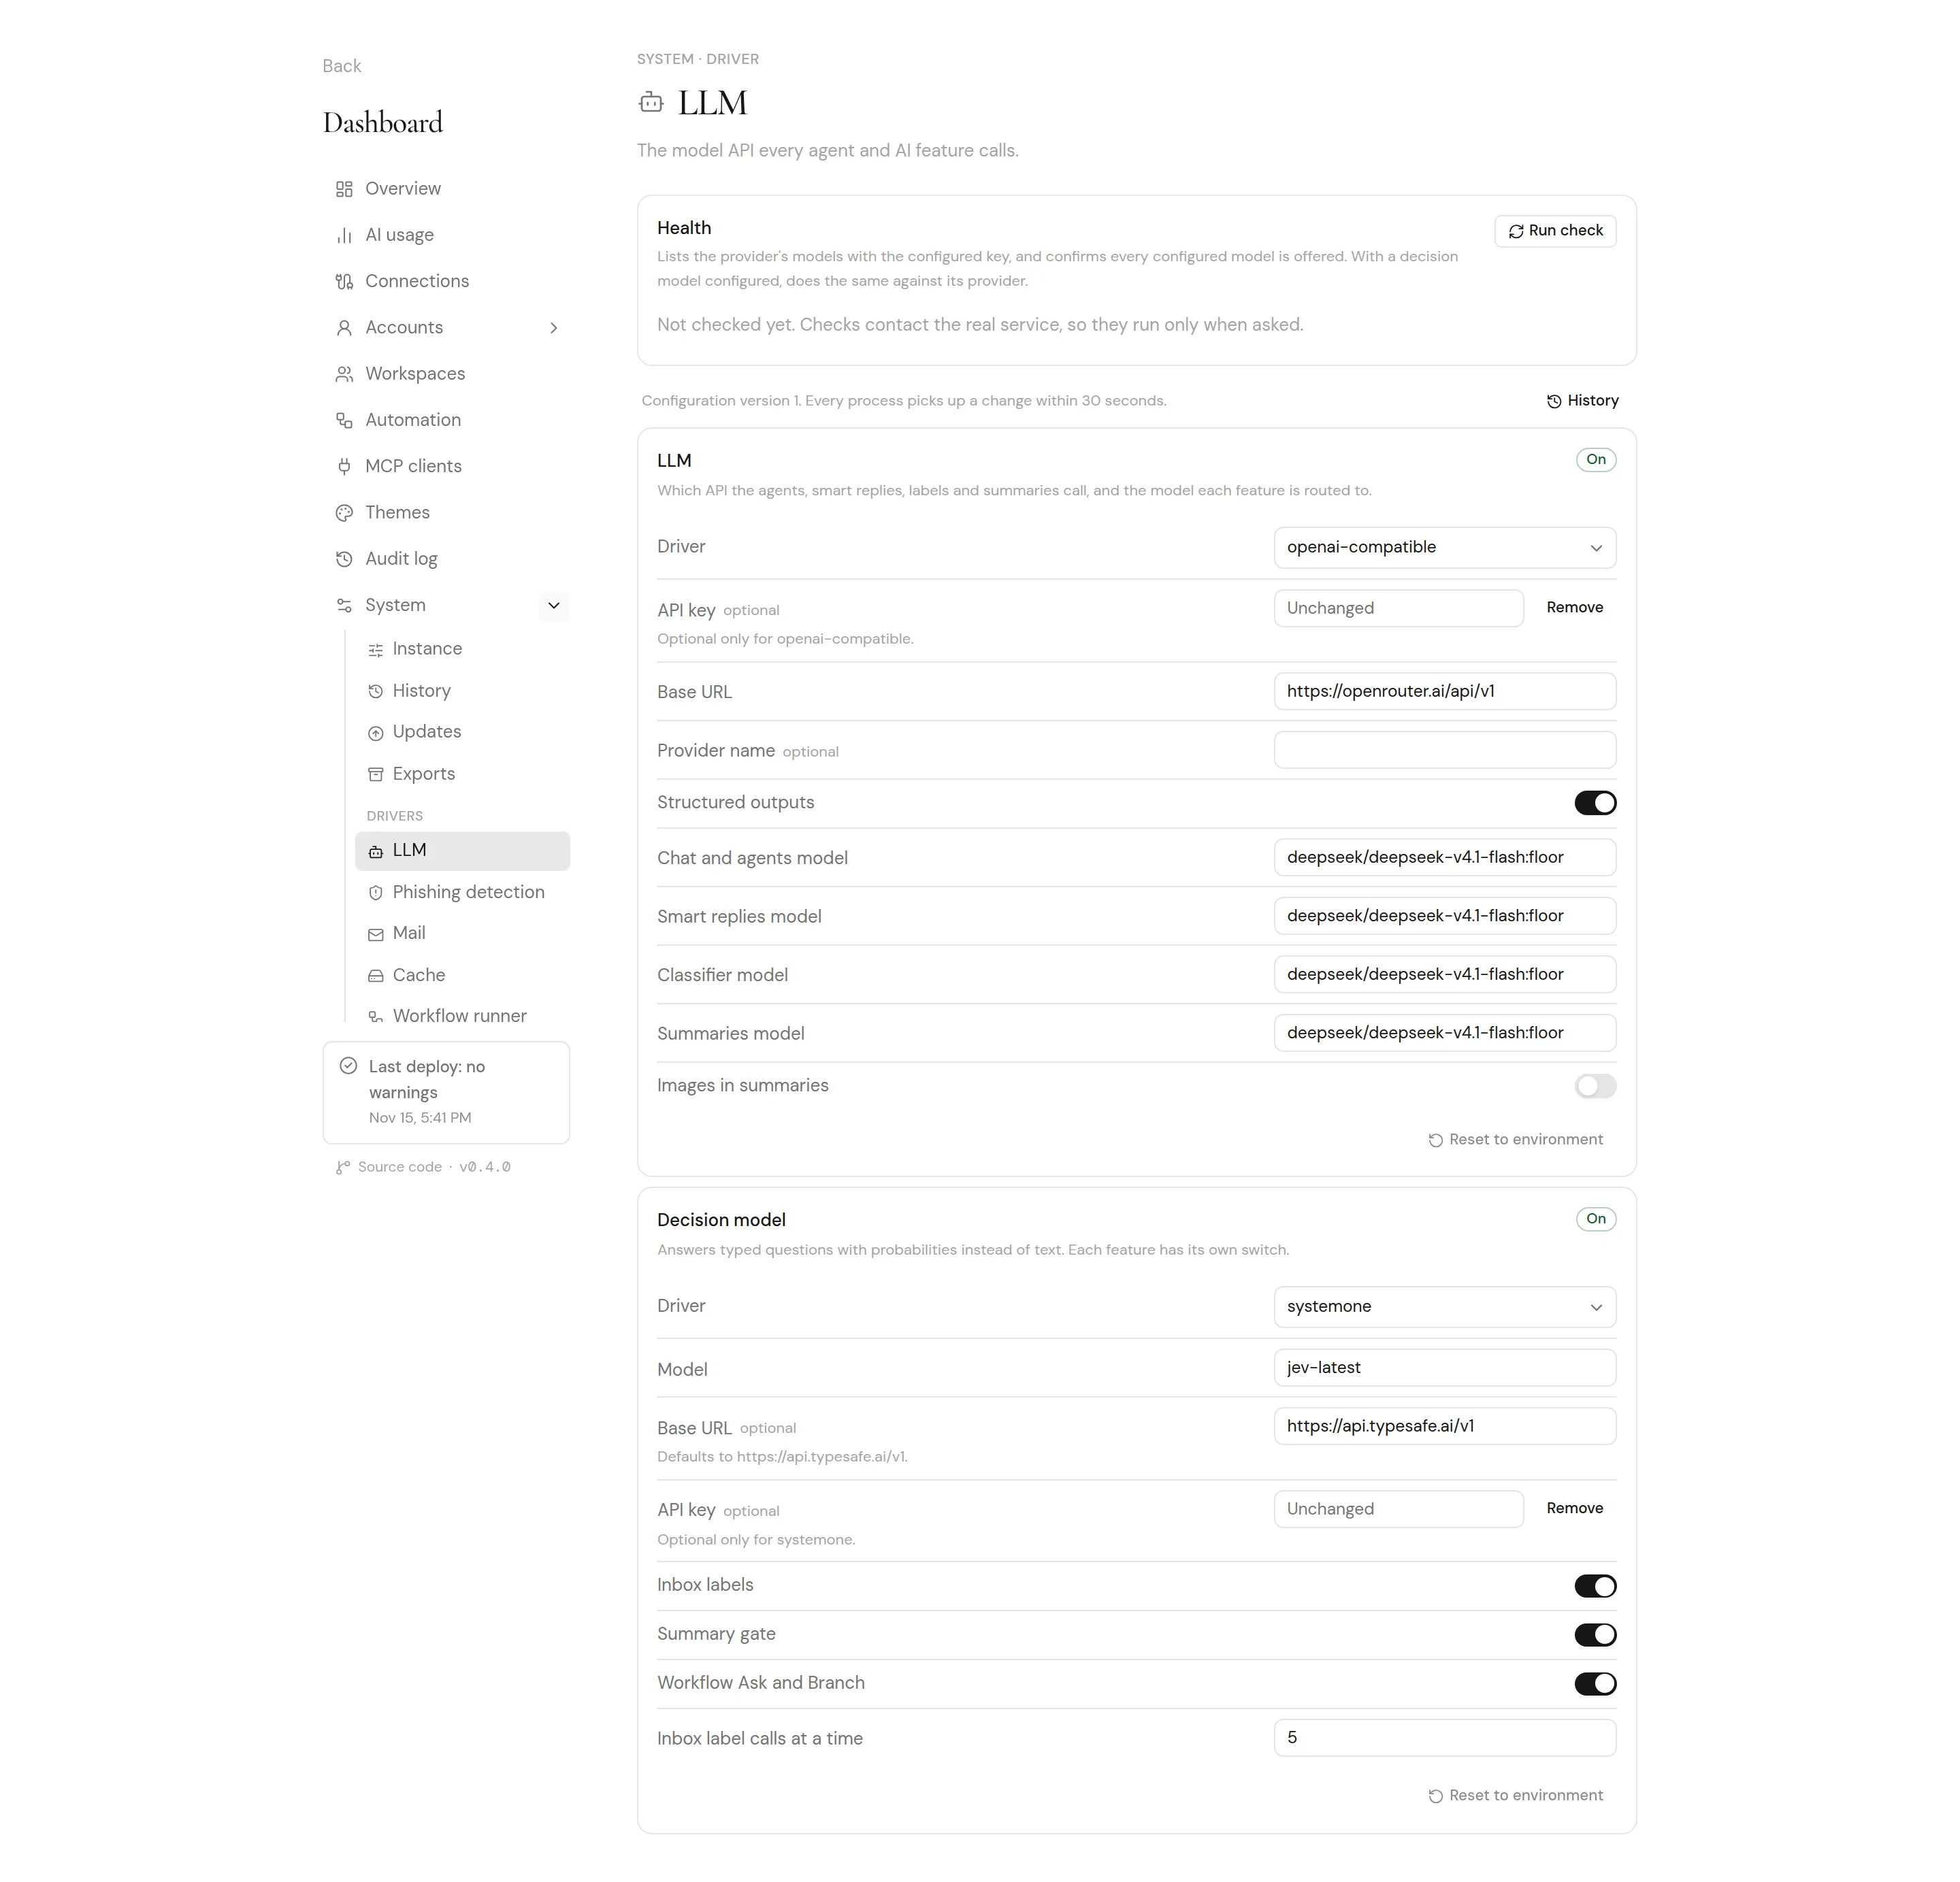 Back
Dashboard
Overview
AI usage
Connections
Accounts
Workspaces
Automation
MCP clients
Themes
Audit log
System
Instance
History
Updates
Exports
DRIVERS
LLM
Phishing detection
Mail
Cache
Workflow runner
Last deploy: no
warnings
Nov 15, 5:41 PM
Source code · v0.4.0
SYSTEM · DRIVER
LLM
The model API every agent and AI feature calls.
Health
Run check
Lists the provider's models with the configured key, and confirms every configured model is offered. With a decision
model configured, does the same against its provider.
Not checked yet. Checks contact the real service, so they run only when asked.
Configuration version 1. Every process picks up a change within 30 seconds.
History
LLM
On
Which API the agents, smart replies, labels and summaries call, and the model each feature is routed to.
Driver
openai-compatible
API key optional
Unchanged
Remove
Optional only for openai-compatible.
Base URL
https://openrouter.ai/api/v1
Provider name optional
Structured outputs
Chat and agents model
deepseek/deepseek-v4.1-flash:floor
Smart replies model
deepseek/deepseek-v4.1-flash:floor
Classifier model
deepseek/deepseek-v4.1-flash:floor
Summaries model
deepseek/deepseek-v4.1-flash:floor
Images in summaries
Reset to environment
Decision model
On
Answers typed questions with probabilities instead of text. Each feature has its own switch.
Driver
systemone
Model
jev-latest
Base URL optional
https://api.typesafe.ai/v1
Defaults to https://api.typesafe.ai/v1.
API key optional
Unchanged
Remove
Optional only for systemone.
Inbox labels
Summary gate
Workflow Ask and Branch
Inbox label calls at a time
5
Reset to environment